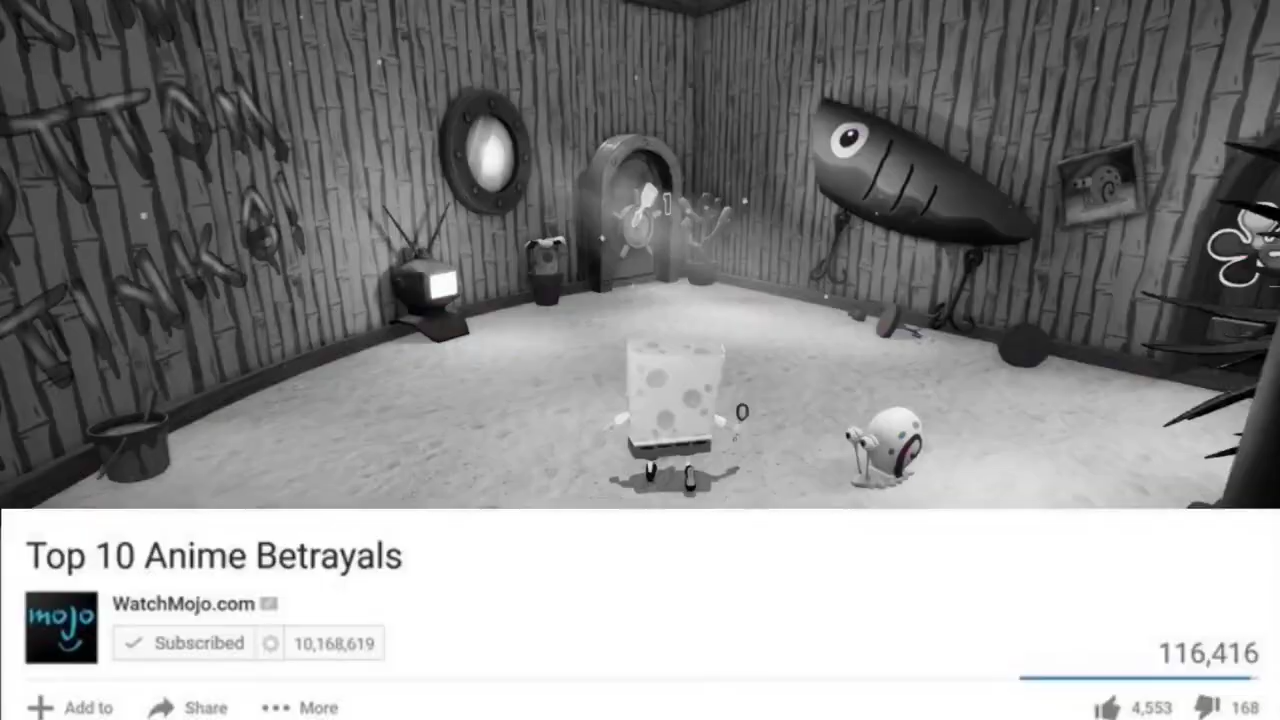 Top 10 Anime Betrayals
mojo
WatchMojo.com
Subscribed
10,168,619
116,416
Add to
Share
More
4,553
168